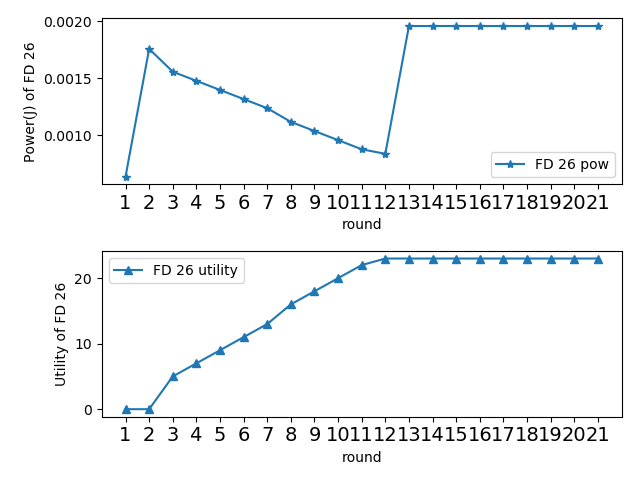 0.0020
0.0015
0.0010
Power(J) of FD 26
FD 26 pow
1 2 3 4 5 6 7 8 9 10 11 12 13 14 15 16 17 18 19 20 21
round
20
10
0
Utility of FD 26
FD 26 utility
1 2 3 4 5 6 7 8 9 10 11 12 13 14 15 16 17 18 19 20 21
round